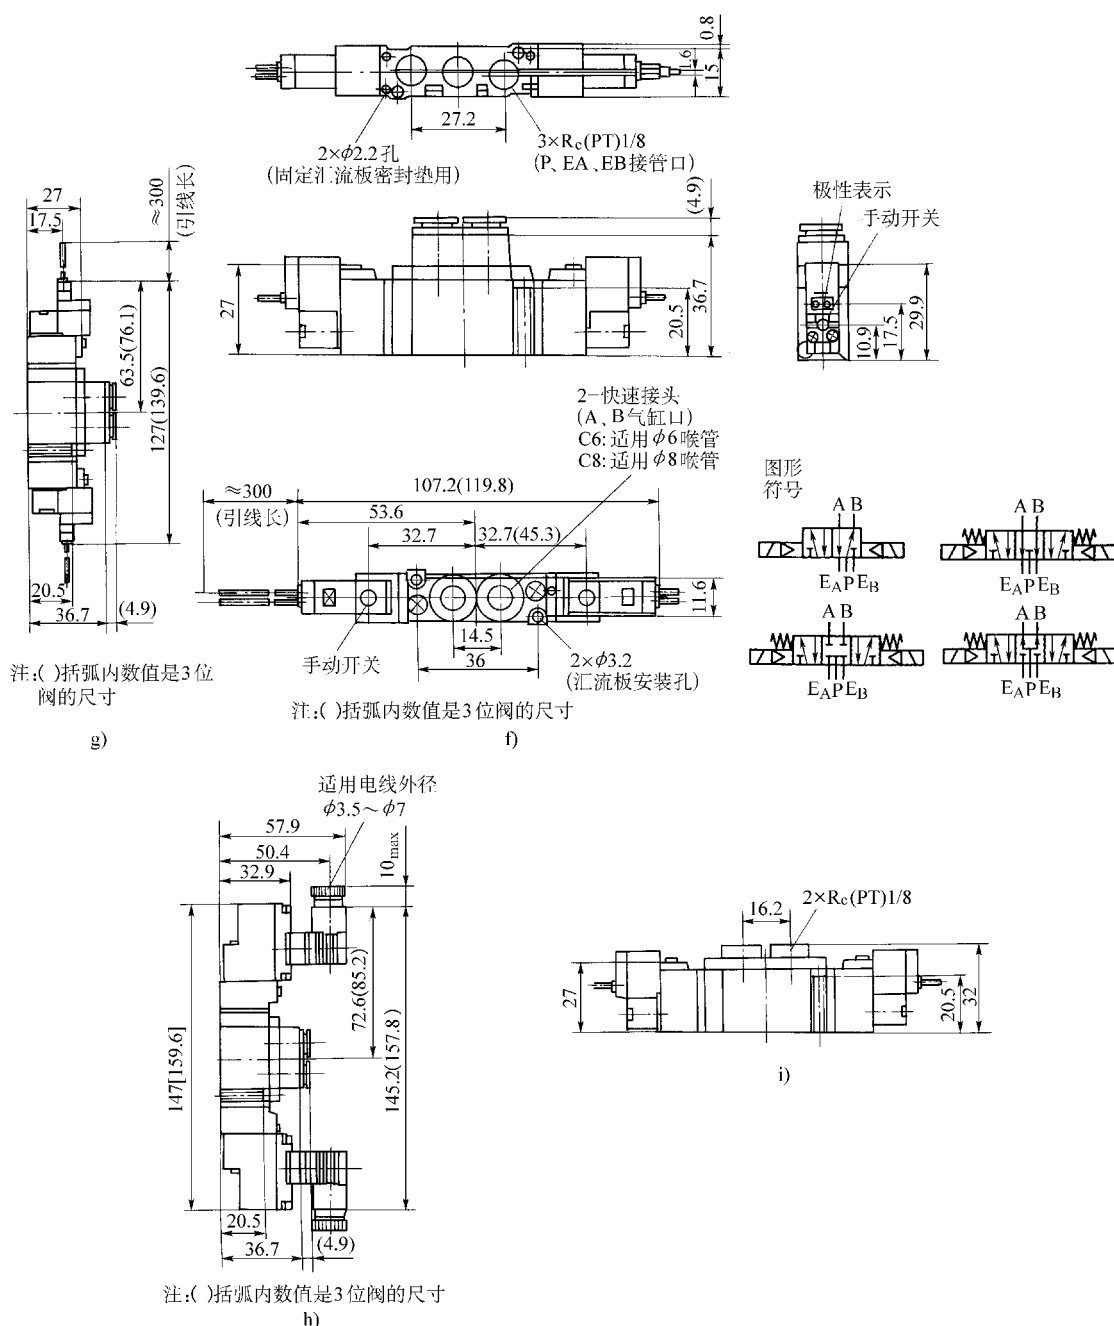 0.8
1.6
15
27.2
2×φ2.2孔
(固定汇流板密封垫用)
3×Rc(PT)1/8
(P、EA、EB接管口)
27
17.5
≈300
(引线长)
63.5(76.1)
127(139.6)
20.5
36.7
(4.9)
注:( )括弧内数值是3位
阀的尺寸
g)
(4.9)
27
20.5
36.7
极性表示
手动开关
10.9
17.5
29.9
2-快速接头
(A、B气缸口)
C6:适用φ6喉管
C8:适用φ8喉管
≈300
(引线长)
107.2(119.8)
53.6
32.7
32.7(45.3)
11.6
14.5
36
手动开关
2×φ3.2
(汇流板安装孔)
注:( )括弧内数值是3位阀的尺寸
f)
图形
符号
A B
EAPEB
A B
EAPEB
A B
EAPEB
A B
EAPEB
适用电线外径
φ3.5~φ7
57.9
50.4
32.9
10max
72.6(85.2)
147[159.6]
145.2(157.8)
20.5
36.7
(4.9)
注:( )括弧内数值是3位阀的尺寸
h)
16.2
2×Rc(PT)1/8
27
20.5
32
i)